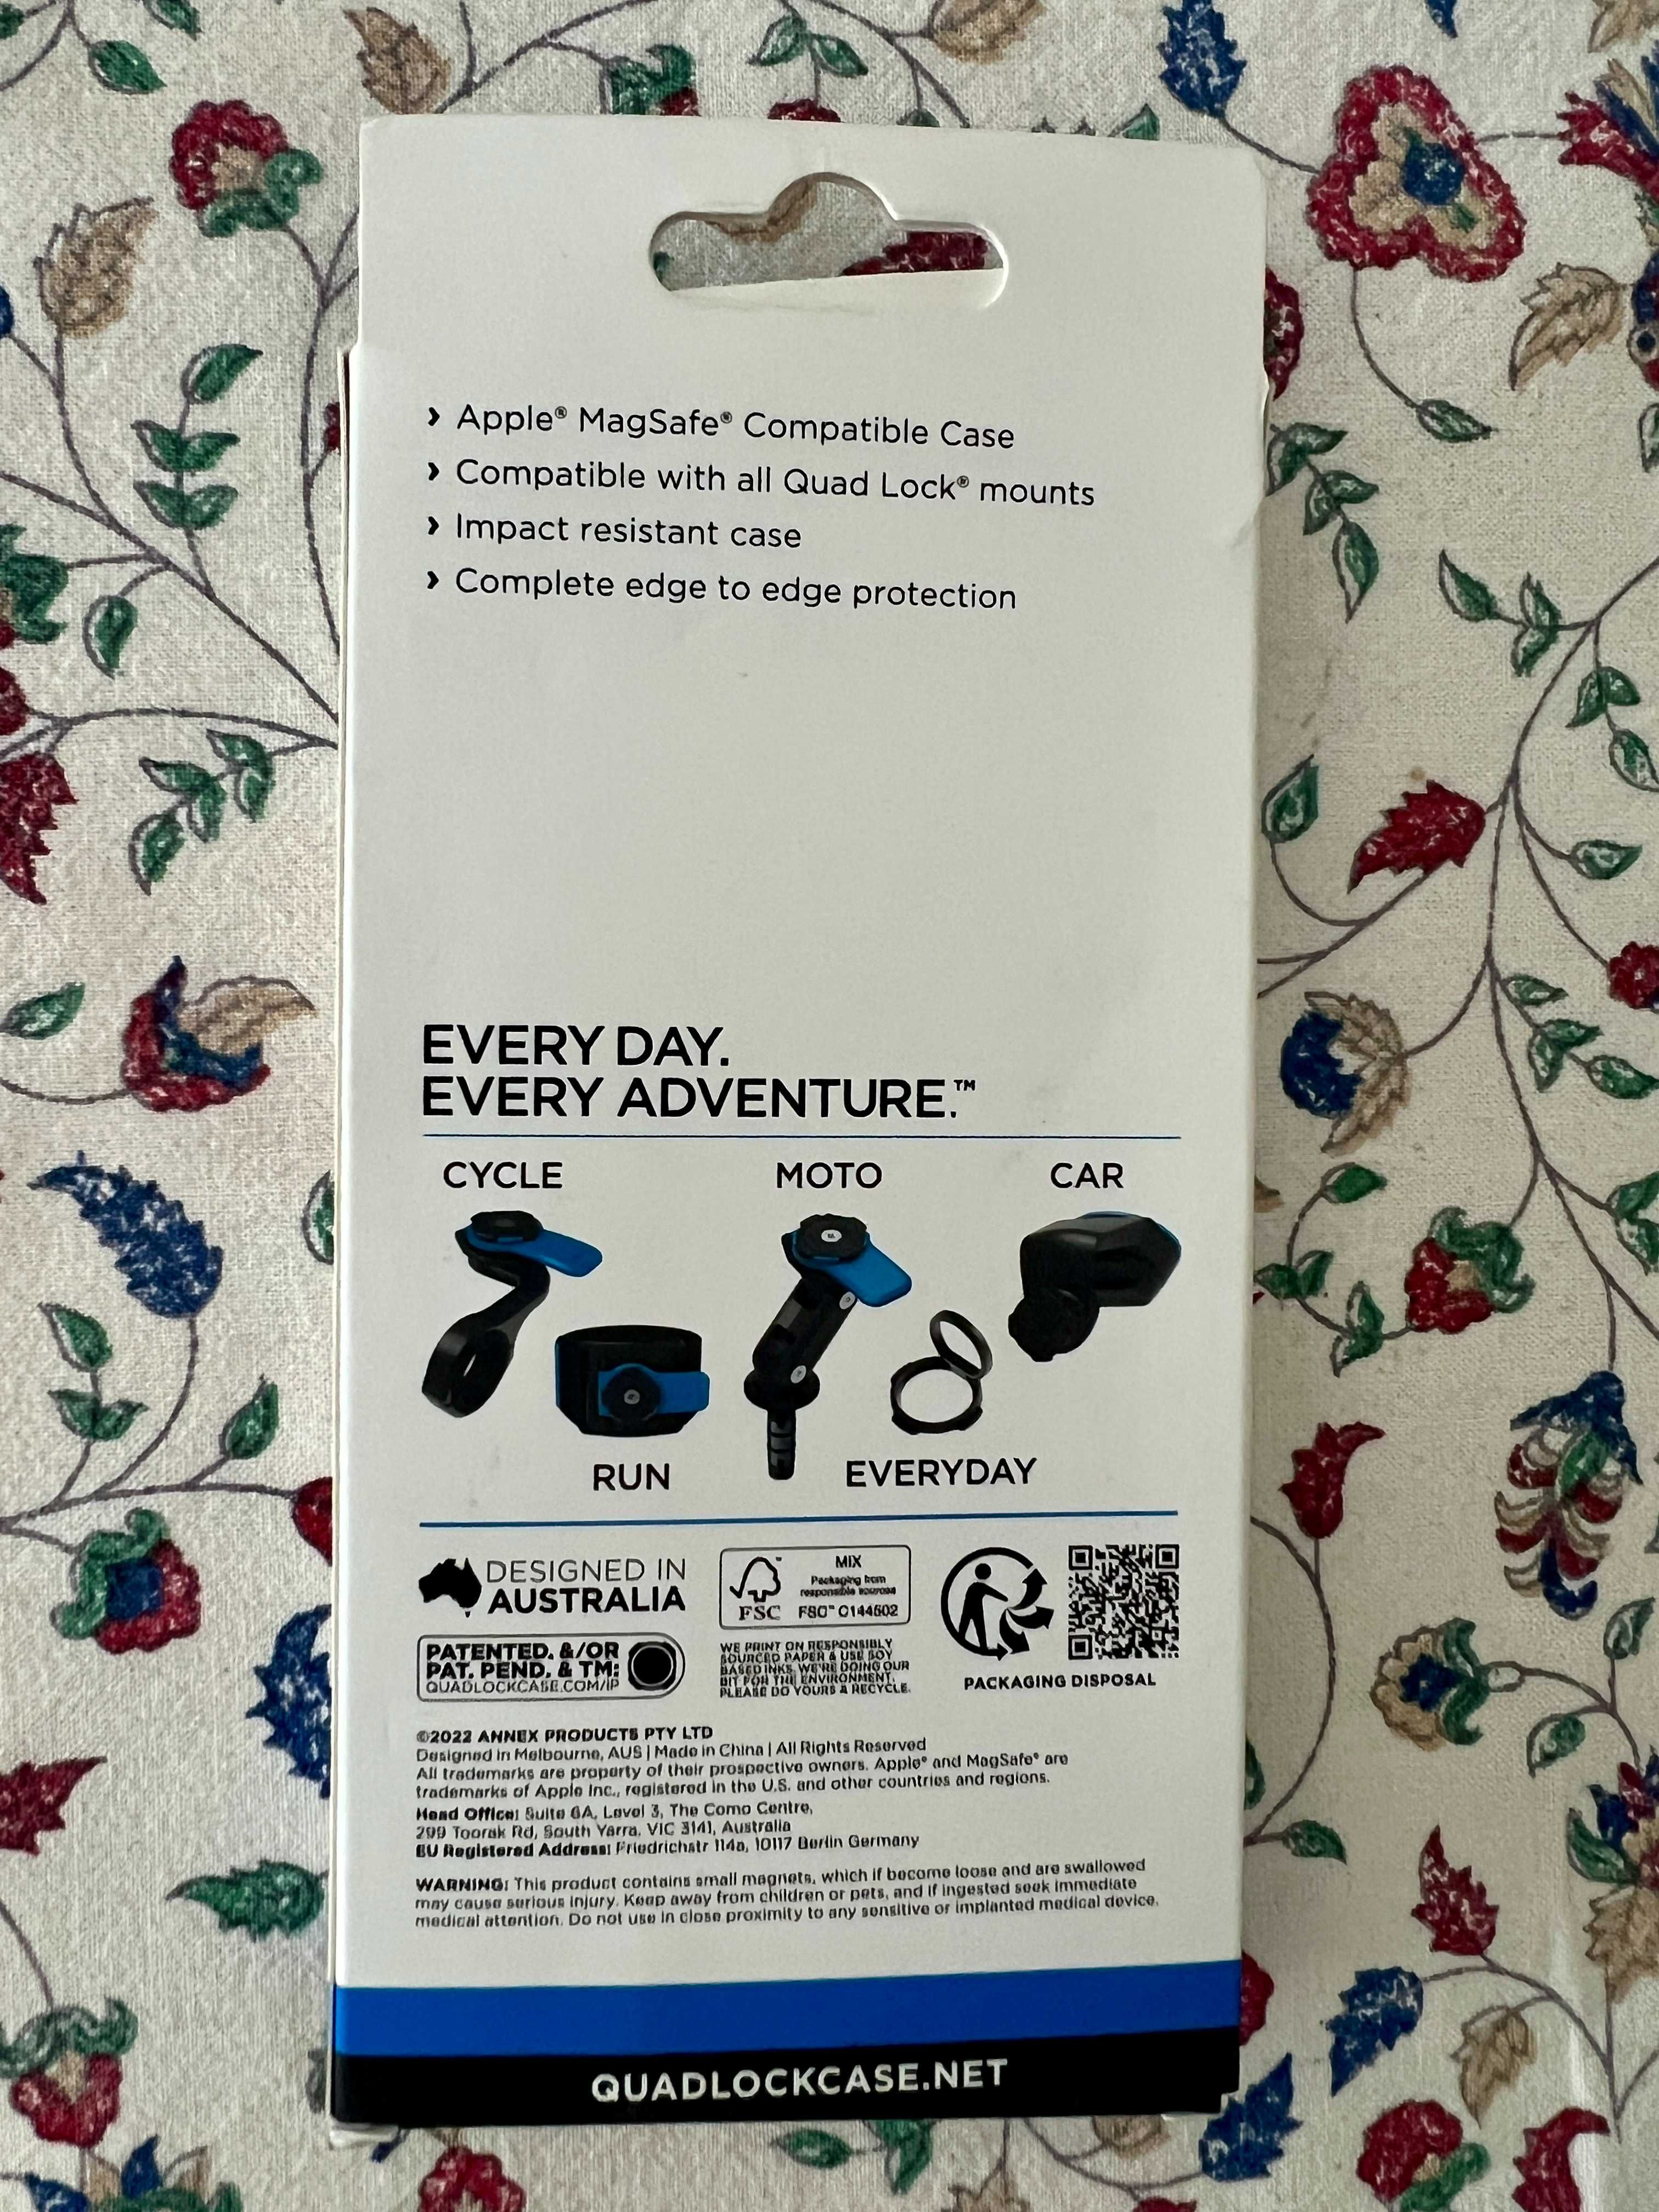 › Apple® MagSafe® Compatible Case
› Compatible with all Quad Lock® mounts
› Impact resistant case
› Complete edge to edge protection
EVERY DAY.
EVERY ADVENTURE.™
CYCLE
MOTO
CAR
RUN
EVERYDAY
DESIGNED IN
AUSTRALIA
PATENTED. &/OR
PAT. PEND. & TM:
QUADLOCKCASE.COM/IP
FSC
MIX
Packaging from
responsible sources
FSC™ C144502
WE PRINT ON RESPONSIBLY
SOURCED PAPER & USE SOY
BASED INKS. WE'RE DOING OUR
BIT FOR THE ENVIRONMENT.
PLEASE DO YOURS & RECYCLE.
PACKAGING DISPOSAL
©2022 ANNEX PRODUCTS PTY LTD
Designed in Melbourne, AUS | Made in China | All Rights Reserved
All trademarks are property of their prospective owners. Apple® and MagSafe® are
trademarks of Apple Inc., registered in the U.S. and other countries and regions.
Head Office: Suite 6A, Level 3, The Como Centre,
299 Toorak Rd, South Yarra, VIC 3141, Australia
EU Registered Address: Friedrichstr 114a, 10117 Berlin Germany
WARNING: This product contains small magnets, which if become loose and are swallowed
may cause serious injury. Keep away from children or pets, and if ingested seek immediate
medical attention. Do not use in close proximity to any sensitive or implanted medical device.
QUADLOCKCASE.NET